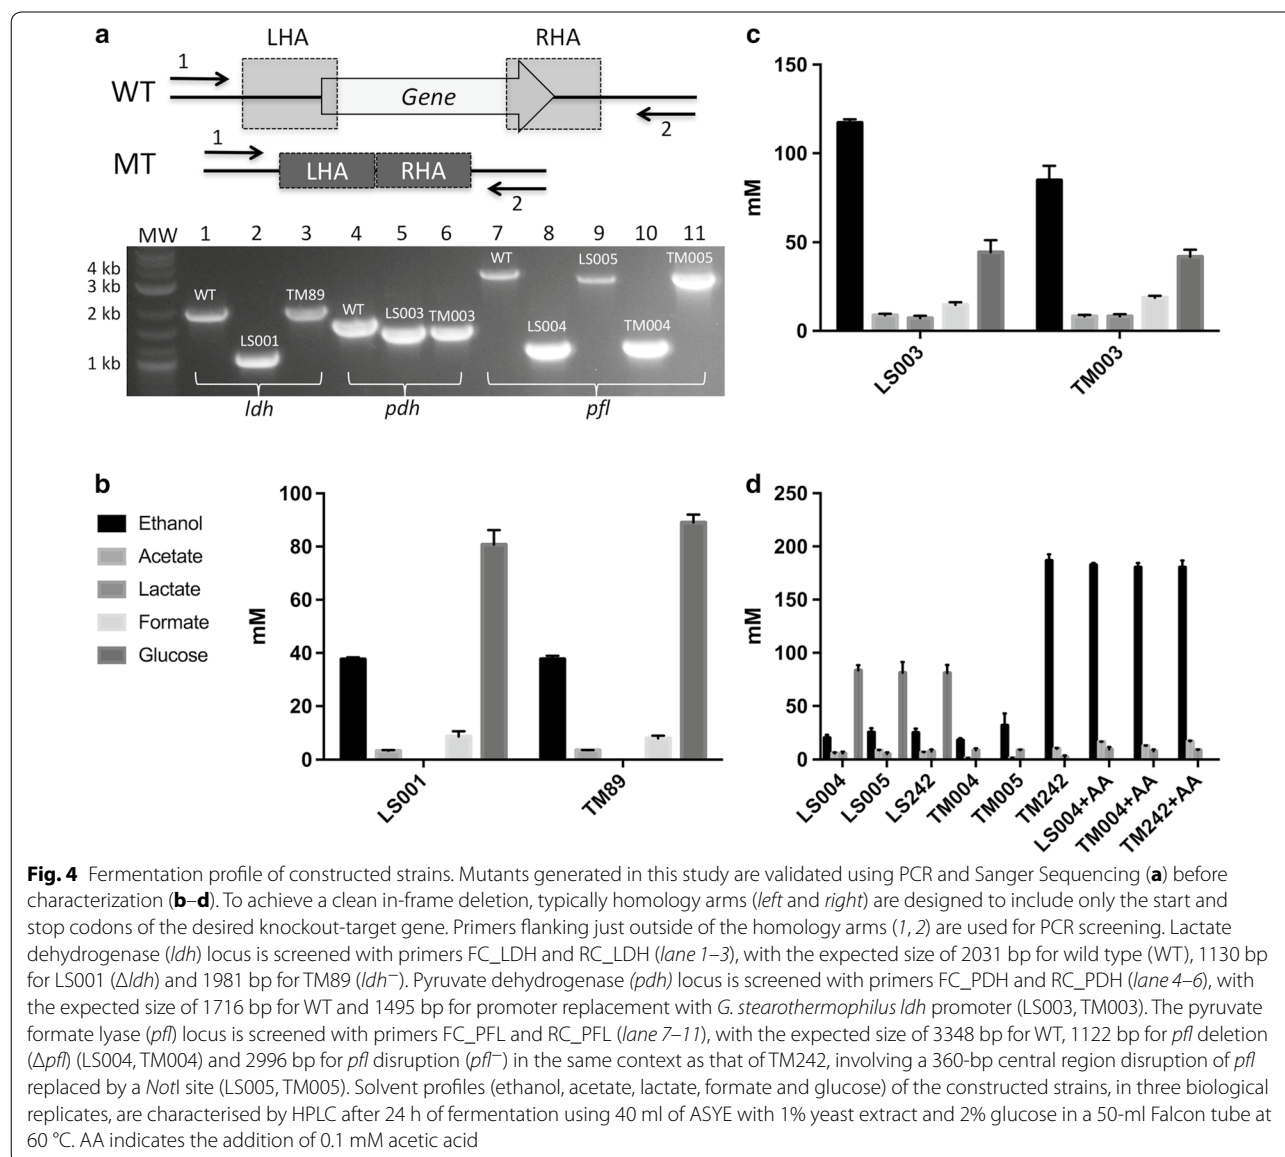 a
LHA
RHA
1
WT
Gene
2
1
MT
LHA
RHA
2
MW 1 2 3 4 5 6 7 8 9 10 11
4 kb
3 kb
2 kb
1 kb
WT
LS001
TM89
WT
LS003
TM003
WT
LS004
LS005
TM004
TM005
ldh
pdh
pfl
c
150
100
50
0
mM
LS003
TM003
b
Ethanol
Acetate
Lactate
Formate
Glucose
100
80
60
40
20
0
mM
LS001
TM89
d
250
200
150
100
50
0
mM
LS004
LS005
LS242
TM004
TM005
TM242
LS004+AA
TM004+AA
TM242+AA
Fig. 4 Fermentation profile of constructed strains. Mutants generated in this study are validated using PCR and Sanger Sequencing (a) before
characterization (b–d). To achieve a clean in-frame deletion, typically homology arms (left and right) are designed to include only the start and
stop codons of the desired knockout-target gene. Primers flanking just outside of the homology arms (1, 2) are used for PCR screening. Lactate
dehydrogenase (ldh) locus is screened with primers FC_LDH and RC_LDH (lane 1–3), with the expected size of 2031 bp for wild type (WT), 1130 bp
for LS001 (Δldh) and 1981 bp for TM89 (ldh⁻). Pyruvate dehydrogenase (pdh) locus is screened with primers FC_PDH and RC_PDH (lane 4–6), with
the expected size of 1716 bp for WT and 1495 bp for promoter replacement with G. stearothermophilus ldh promoter (LS003, TM003). The pyruvate
formate lyase (pfl) locus is screened with primers FC_PFL and RC_PFL (lane 7–11), with the expected size of 3348 bp for WT, 1122 bp for pfl deletion
(Δpfl) (LS004, TM004) and 2996 bp for pfl disruption (pfl⁻) in the same context as that of TM242, involving a 360-bp central region disruption of pfl
replaced by a NotI site (LS005, TM005). Solvent profiles (ethanol, acetate, lactate, formate and glucose) of the constructed strains, in three biological
replicates, are characterised by HPLC after 24 h of fermentation using 40 ml of ASYE with 1% yeast extract and 2% glucose in a 50-ml Falcon tube at
60 °C. AA indicates the addition of 0.1 mM acetic acid